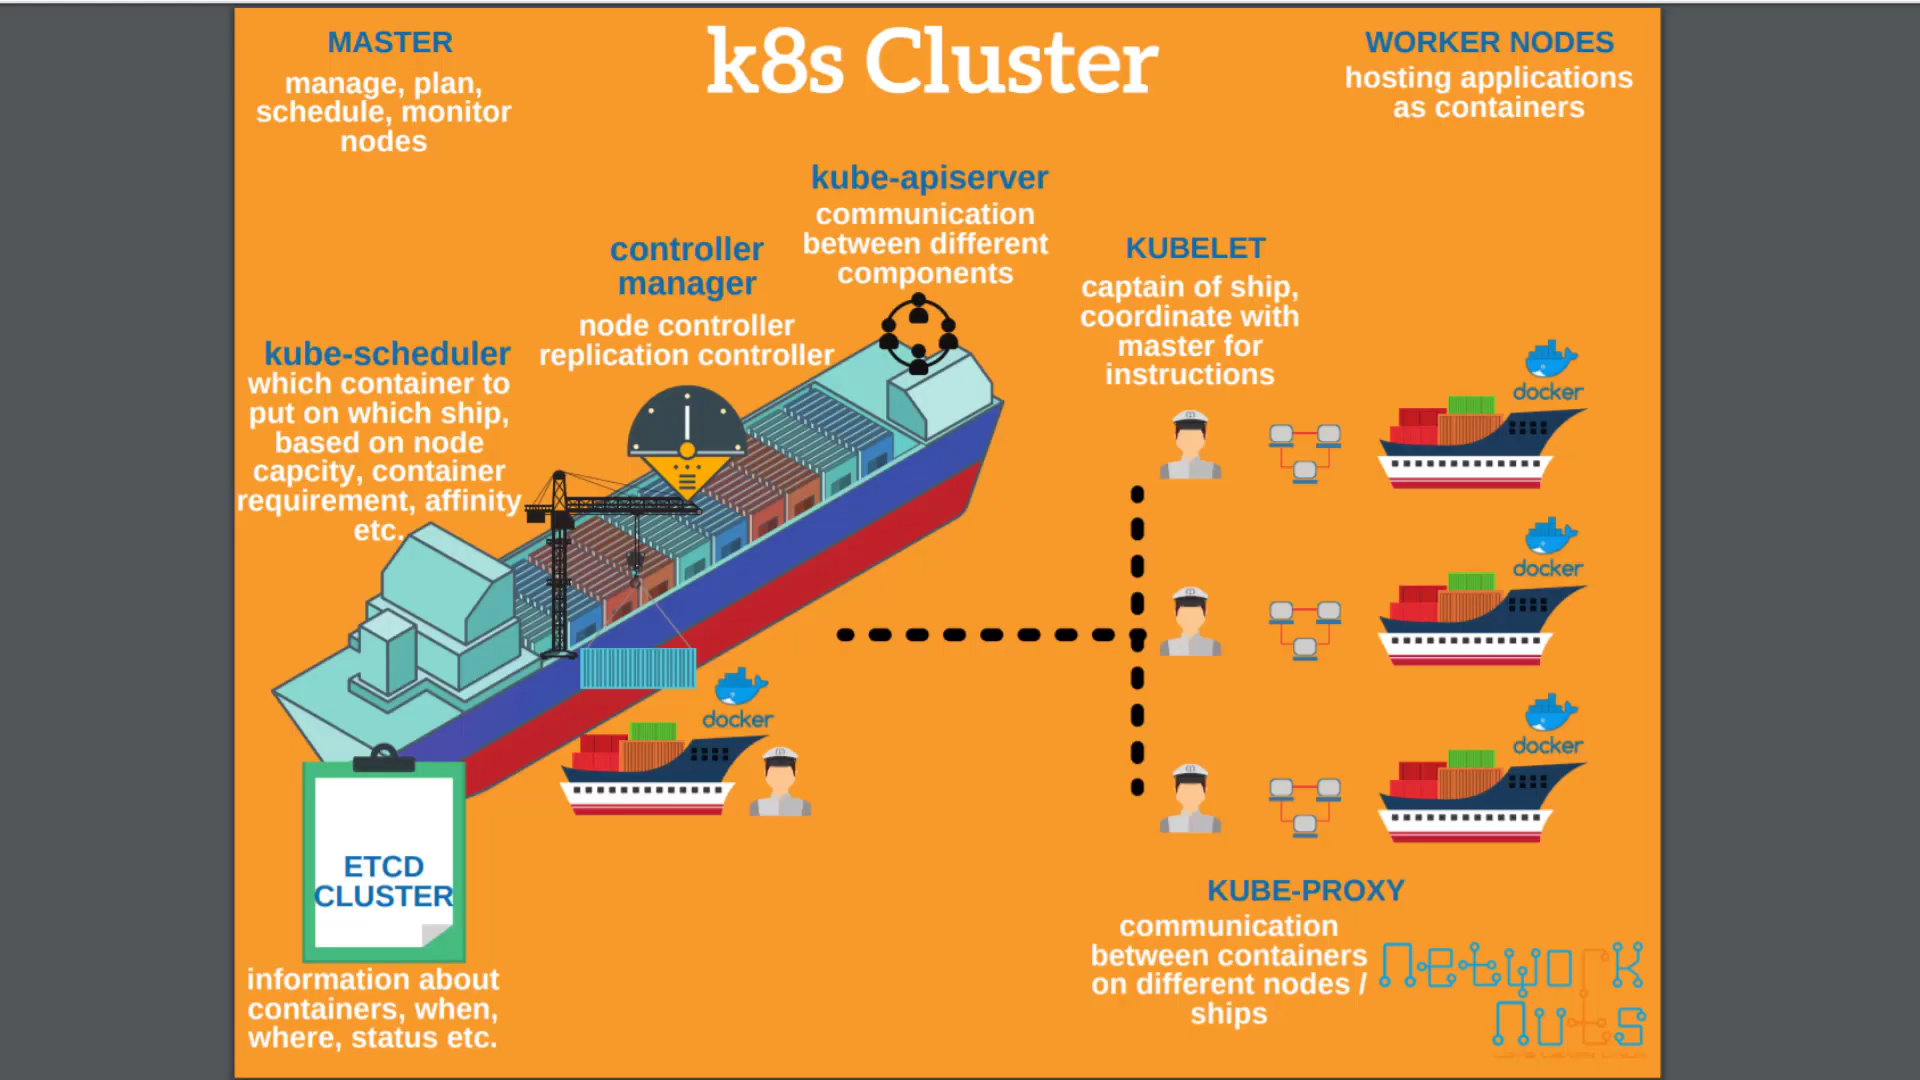 k8s Cluster
MASTER
manage, plan,
schedule, monitor
nodes
WORKER NODES
hosting applications
as containers
kube-apiserver
communication
between different
components
controller
manager
node controller
replication controller
KUBELET
captain of ship,
coordinate with
master for
instructions
kube-scheduler
which container to
put on which ship,
based on node
capcity, container
requirement, affinity
etc.
docker
docker
docker
docker
ETCD
CLUSTER
information about
containers, when,
where, status etc.
KUBE-PROXY
communication
between containers
on different nodes /
ships
Network
Nuts